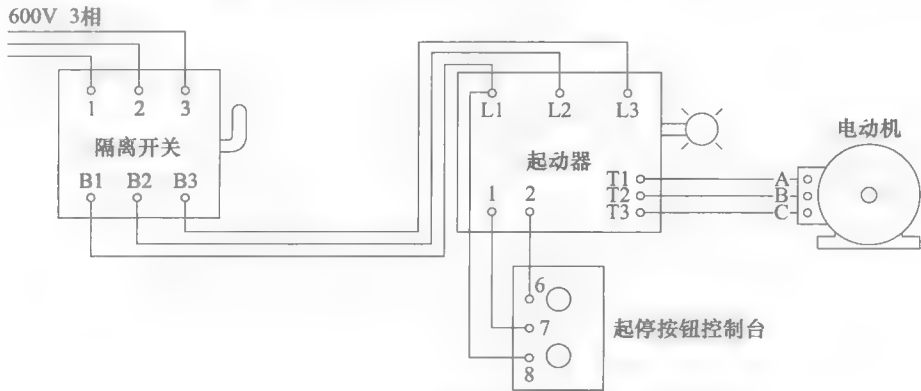 600V 3相
1 2 3
隔离开关
B1 B2 B3
L1 L2 L3
起动器
T1
T2
T3
1 2
A
B
C
电动机
6
7
8
起停按钮控制台